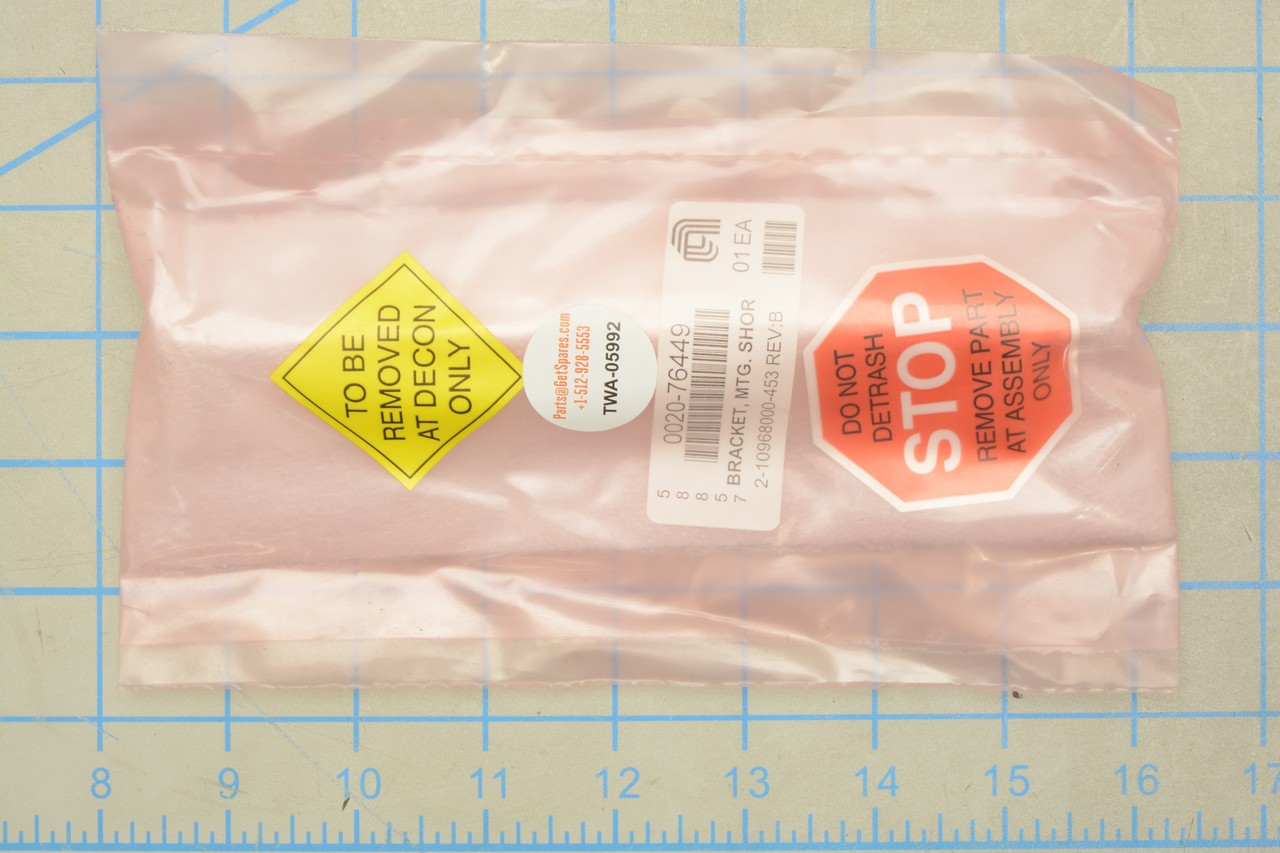 TO BE
REMOVED
AT DECON
ONLY
Parts@GetSpares.com
+1-512-928-5553
TWA-05992
01 EA
0020-76449
BRACKET, MTG. SHOR
2-10968000-453 REV:B
5
8
8
5
7
DO NOT
DETRASH
STOP
REMOVE PART
AT ASSEMBLY
ONLY
8 9 10 11 12 13 14 15 16 17